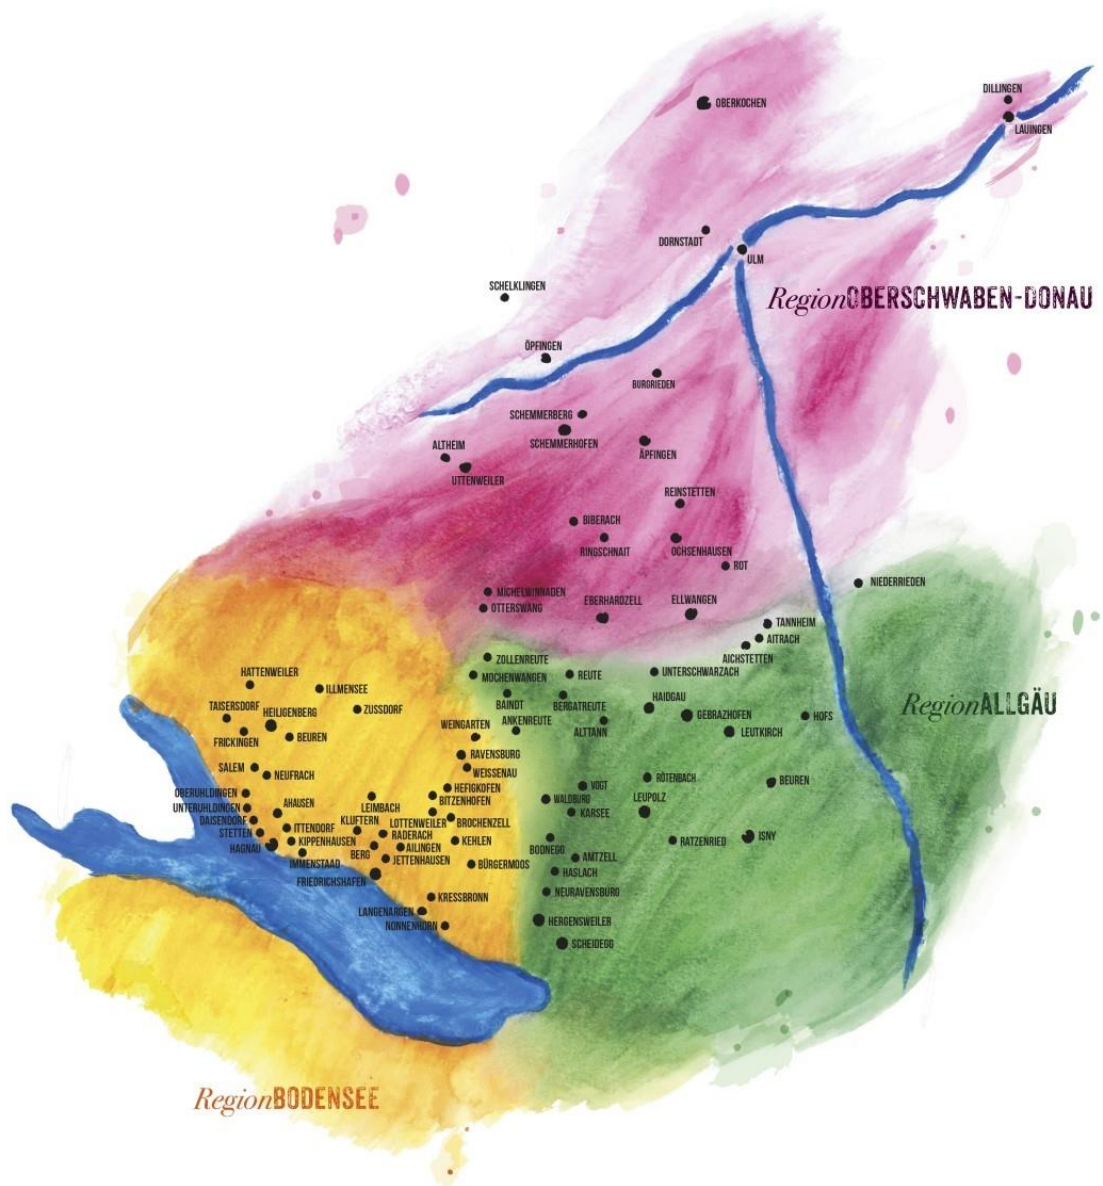 DILLINGEN
OBERKOCHEN
LAUINGEN
DORNSTADT
ULM
SCHELKLINGEN
RegionOBERSCHWABEN-DONAU
ÖPFINGEN
BURGRIEDEN
SCHEMMERBERG
SCHEMMERHOFEN
ALTHEIM
ÄPFINGEN
UTTENWEILER
REINSTETTEN
BIBERACH
RINGSCHNAIT
OCHSENHAUSEN
ROT
NIEDERRIEDEN
MICHELWINNADEN
EBERHARDZELL
ELLWANGEN
OTTERSWANG
TANNHEIM
AITRACH
AICHSTETTEN
ZOLLENREUTE
HATTENWEILER
MOCHENWANGEN
REUTE
UNTERSCHWARZACH
ILLMENSEE
HAIDGAU
RegionALLGÄU
TAISERSDORF
ZUSSDORF
BAINDT
BERGATREUTE
HEILIGENBERG
GEBRAZHOFEN
HOFS
WEINGARTEN
ANKENREUTE
ALTTANN
LEUTKIRCH
FRICKINGEN
BEUREN
RAVENSBURG
SALEM
NEUFRACH
WEISSENAU
RÖTENBACH
BEUREN
HEFIGKOFEN
VOGT
OBERUHLDINGEN
BITZENHOFEN
WALDBURG
LEUPOLZ
UNTERUHLDINGEN
AHAUSEN
LEIMBACH
KARSEE
DAISENDORF
KLUFTERN
LOTTENWEILER
BROCHENZELL
STETTEN
ITTENDORF
RADERACH
ISNY
HAGNAU
KIPPENHAUSEN
AILINGEN
KEHLEN
RATZENRIED
BODNEGG
IMMENSTAAD
BERG
JETTENHAUSEN
BÜRGERMOOS
AMTZELL
FRIEDRICHSHAFEN
HASLACH
KRESSBRONN
NEURAVENSBURG
LANGENARGEN
NONNENHORN
HERGENSWEILER
SCHEIDEGG
RegionBODENSEE